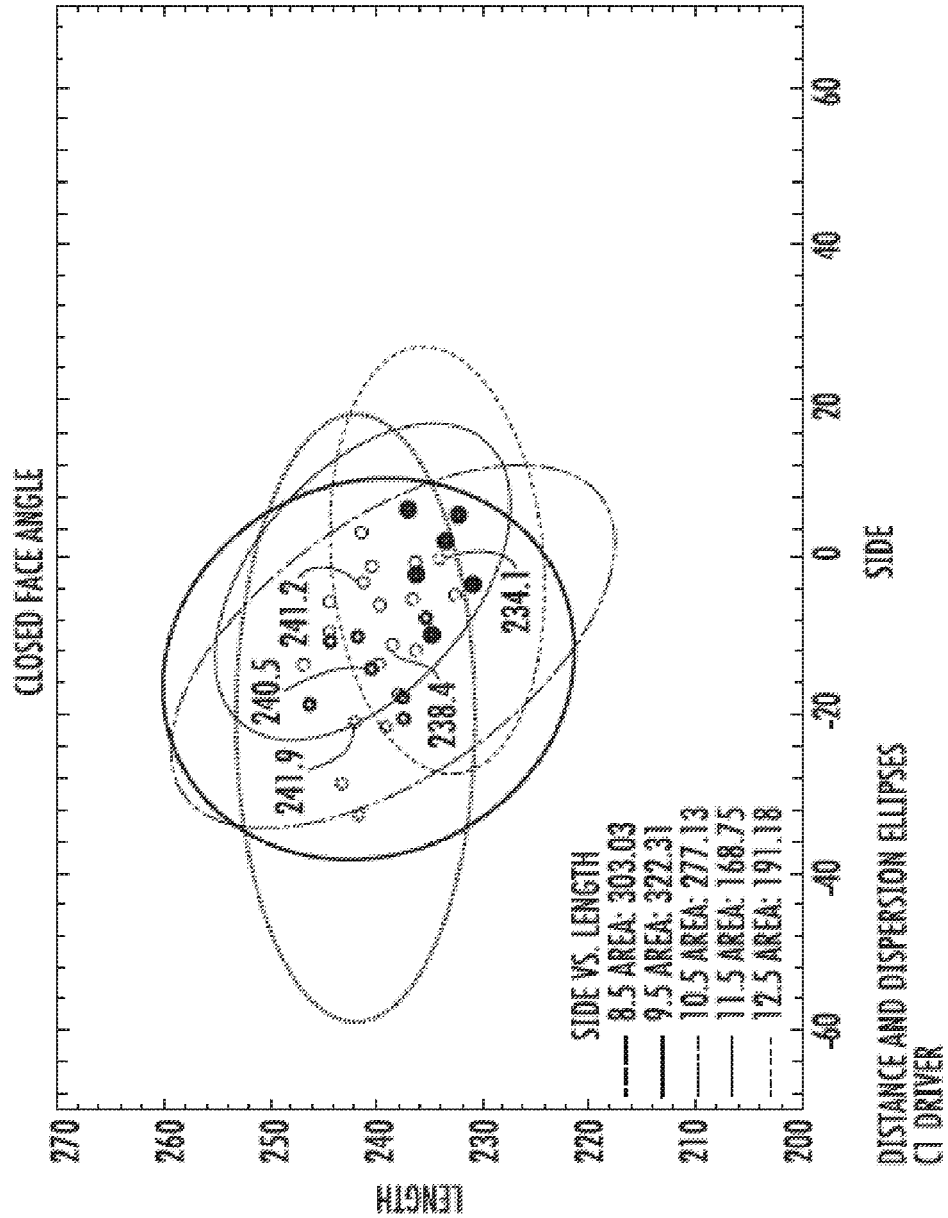 CLOSED FACE ANGLE
LENGTH
270
260
250
240
230
220
210
200
241.9
240.5
241.2
238.4
234.1
SIDE VS. LENGTH
8.5 AREA: 303.03
9.5 AREA: 322.31
10.5 AREA: 277.13
11.5 AREA: 168.75
12.5 AREA: 191.18
-60
-40
-20
0
20
40
60
SIDE
DISTANCE AND DISPERSION ELLIPSES
C1 DRIVER